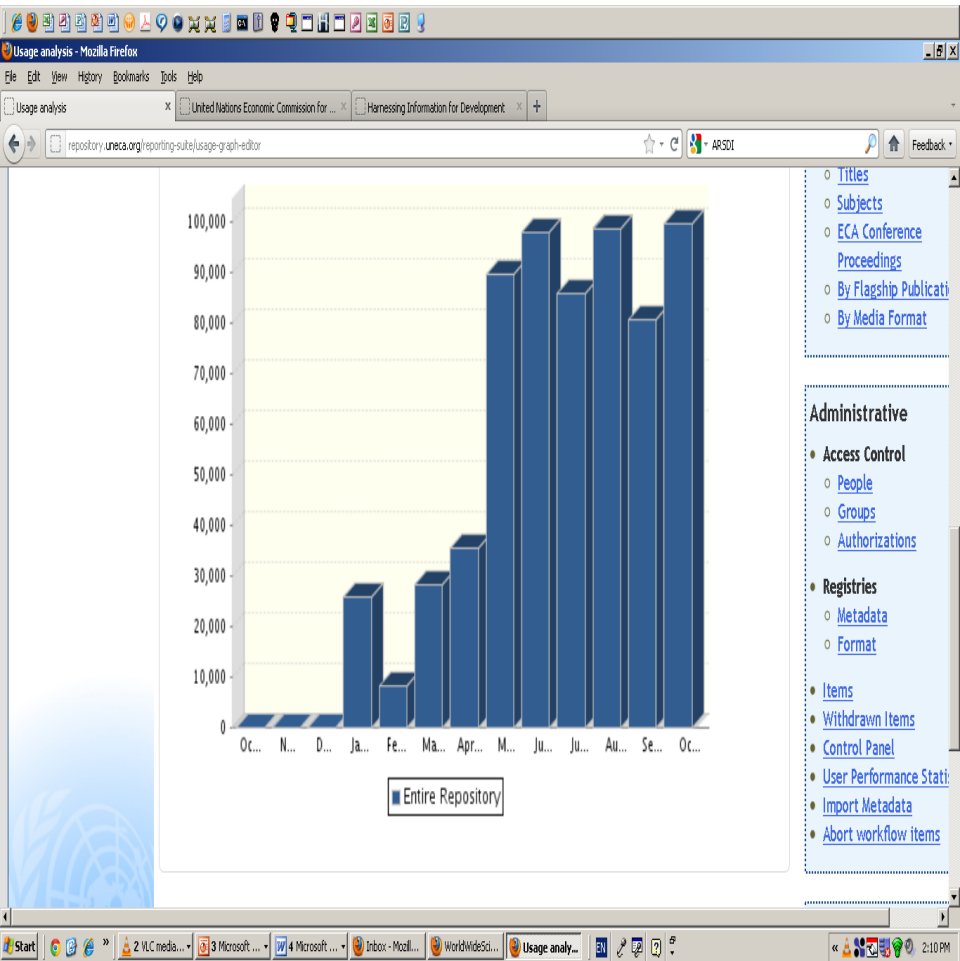 Usage analysis - Mozilla Firefox
File Edit View History Bookmarks Tools Help
Usage analysis × United Nations Economic Commission for ... × Harnessing Information for Development × +
repository.uneca.org/reporting-suite/usage-graph-editor ARSDI Feedback
100,000
90,000
80,000
70,000
60,000
50,000
40,000
30,000
20,000
10,000
0
Oc... N... D... Ja... Fe... Ma... Apr... M... Ju... Ju... Au... Se... Oc...
Entire Repository
Titles
Subjects
ECA Conference
Proceedings
By Flagship Publicati
By Media Format
Administrative
Access Control
People
Groups
Authorizations
Registries
Metadata
Format
Items
Withdrawn Items
Control Panel
User Performance Stati
Import Metadata
Abort workflow items
Start » 2 VLC media... 3 Microsoft ... 4 Microsoft ... Inbox - Mozill... WorldWideSci... Usage analy... EN « 2:10 PM